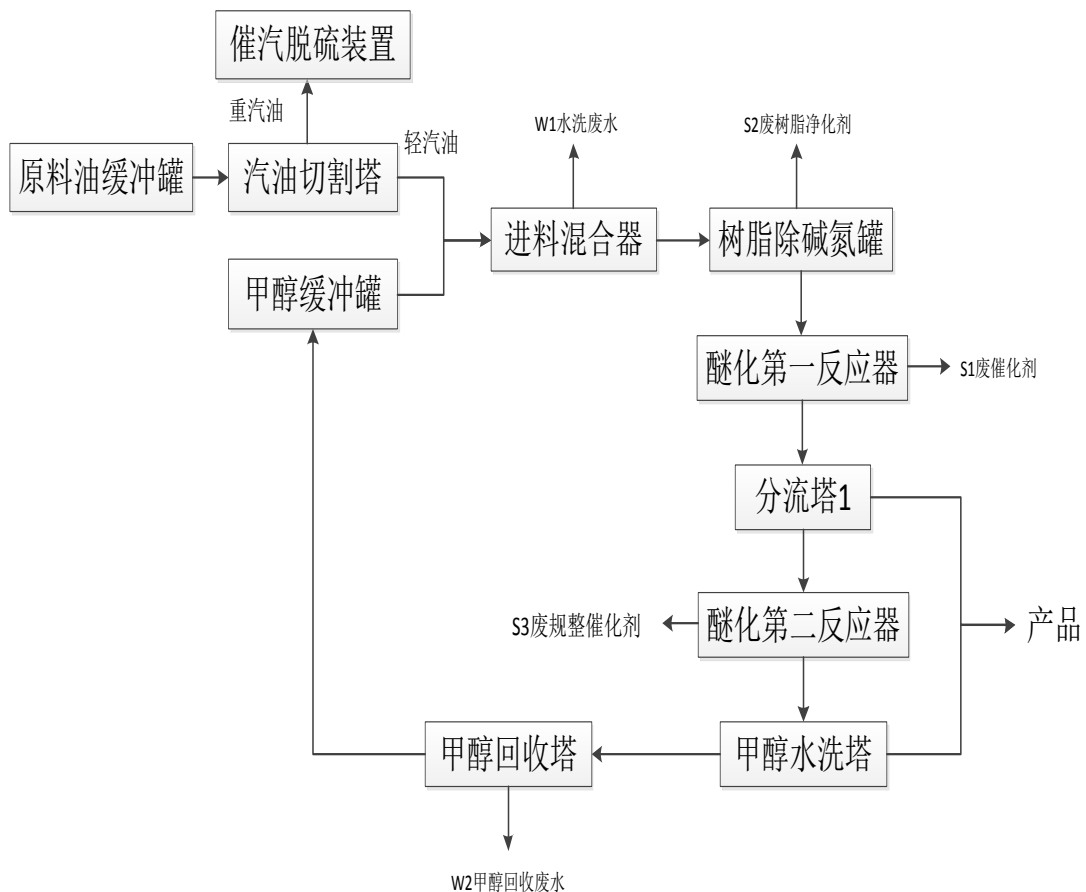 催汽脱硫装置
重汽油
轻汽油
W1水洗废水
S2废树脂净化剂
原料油缓冲罐
汽油切割塔
进料混合器
树脂除碱氮罐
甲醇缓冲罐
醚化第一反应器
S1废催化剂
分流塔1
S3废规整催化剂
醚化第二反应器
产品
甲醇回收塔
甲醇水洗塔
W2甲醇回收废水